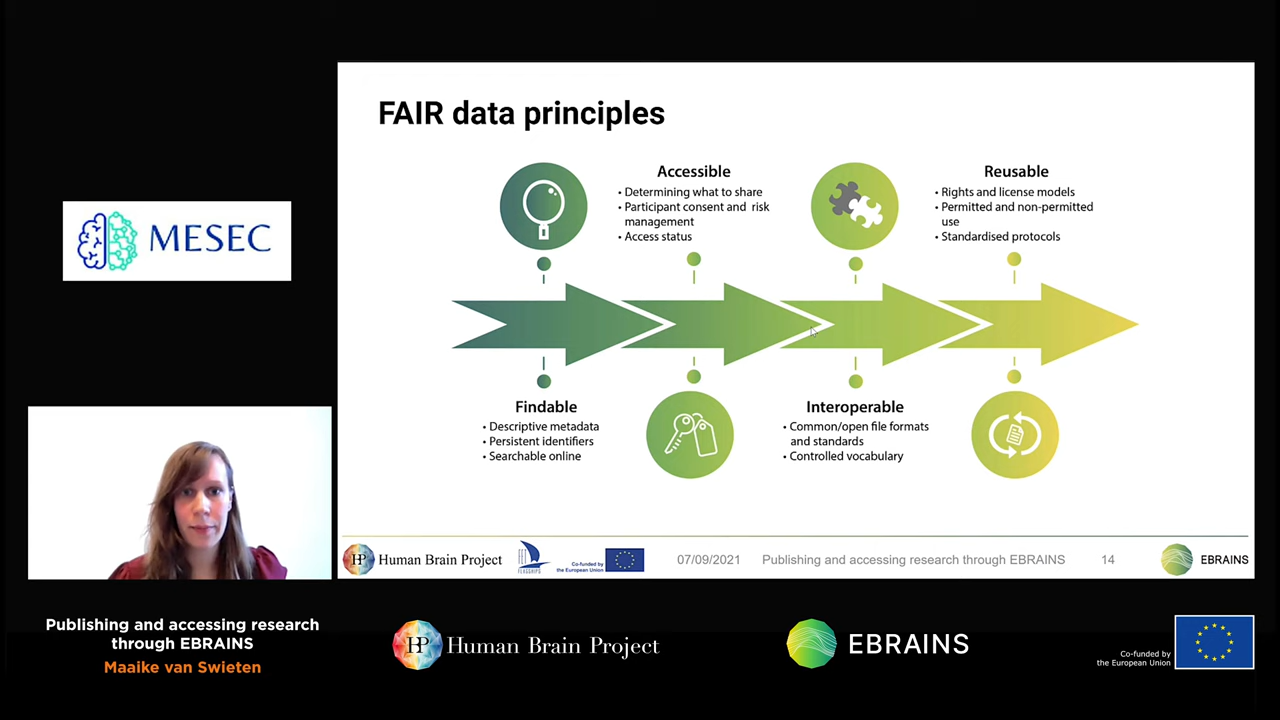 MESEC
FAIR data principles
Accessible
• Determining what to share
• Participant consent and risk
management
• Access status
Reusable
• Rights and license models
• Permitted and non-permitted
use
• Standardised protocols
Findable
• Descriptive metadata
• Persistent identifiers
• Searchable online
Interoperable
• Common/open file formats
and standards
• Controlled vocabulary
HP Human Brain Project
FET
FLAGSHIPS
Co-funded by
the European Union
07/09/2021
Publishing and accessing research through EBRAINS
14
EBRAINS
Publishing and accessing research
through EBRAINS
Maaike van Swieten
HP Human Brain Project
EBRAINS
Co-funded by
the European Union